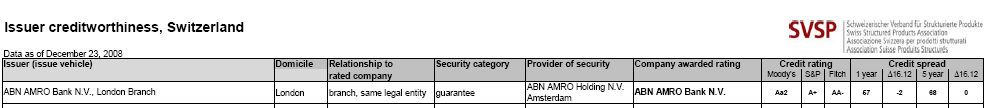 Issuer creditworthiness, Switzerland
SVSP
Schweizerischer Verband für Strukturierte Produkte
Swiss Structured Products Association
Associazione Svizzera per prodotti strutturati
Association Suisse Produits Structurés
Data as of December 23, 2008
Issuer (issue vehicle) Domicile Relationship to rated company Security category Provider of security Company awarded rating Credit rating Credit spread
Moody's S&P Fitch 1 year Δ16.12 5 year Δ16.12
ABN AMRO Bank N.V., London Branch London branch, same legal entity guarantee ABN AMRO Holding N.V. Amsterdam ABN AMRO Bank N.V. Aa2 A+ AA- 67 -2 68 0